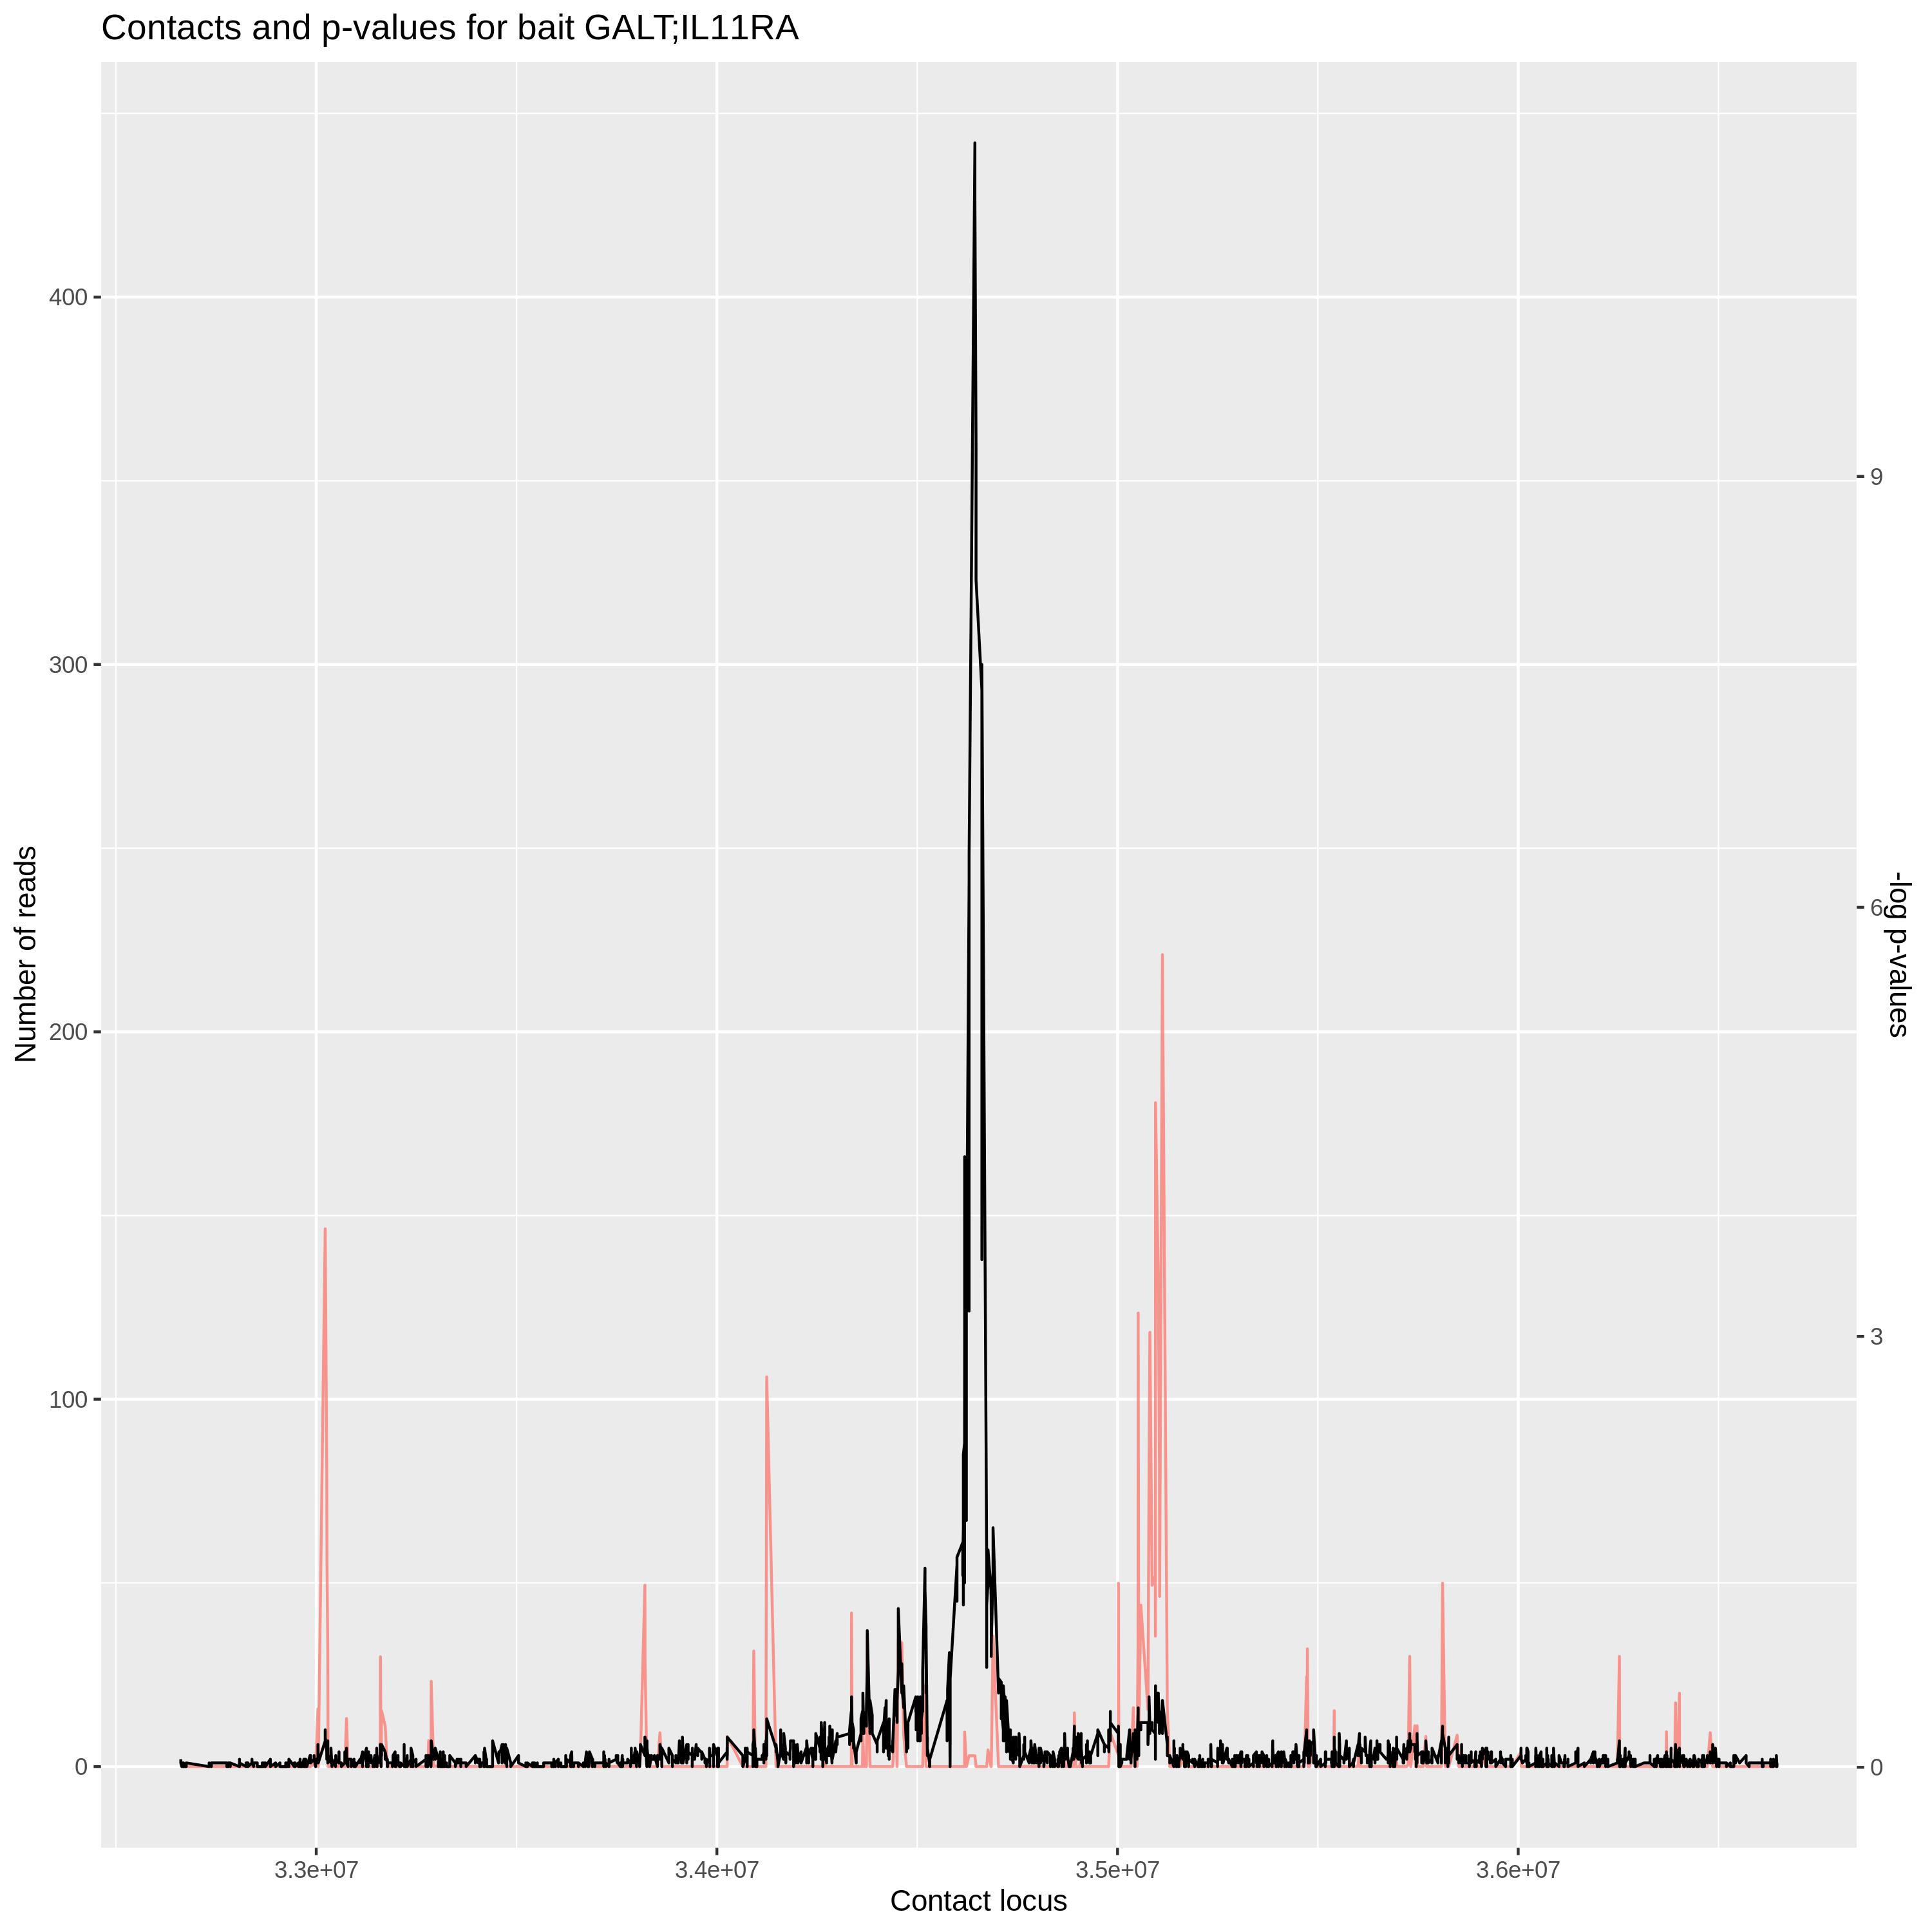 Contacts and p-values for bait GALT;IL11RA
400
300
200
100
0
Number of reads
9
6
3
0
-log p-values
3.3e+07
3.4e+07
3.5e+07
3.6e+07
Contact locus